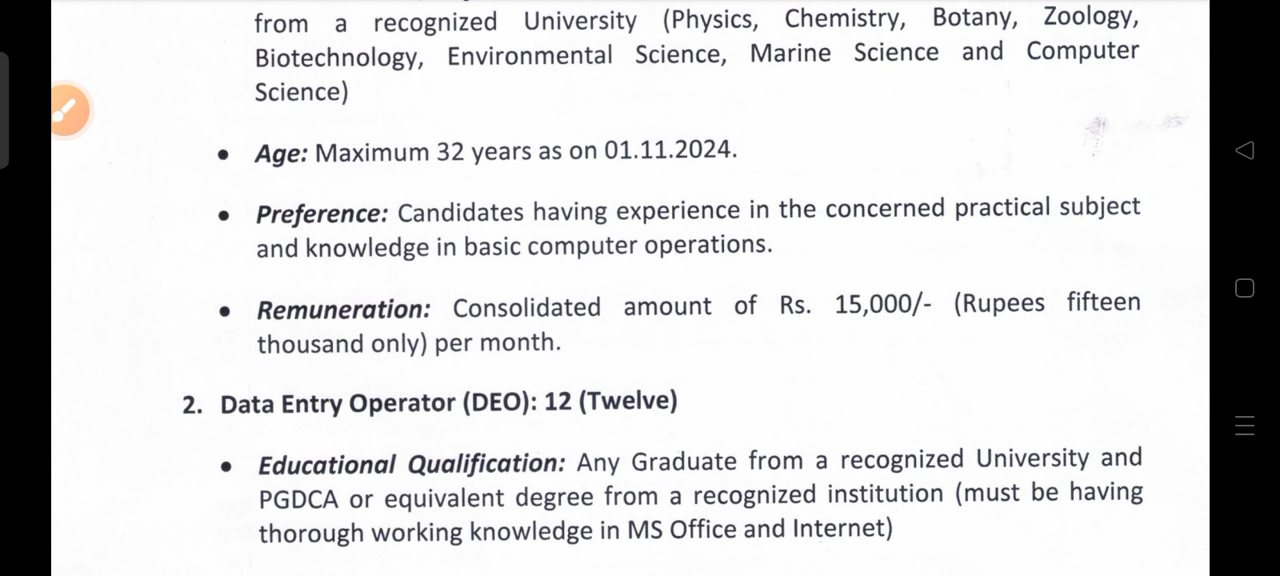 from a recognized University (Physics, Chemistry, Botany, Zoology,
Biotechnology, Environmental Science, Marine Science and Computer
Science)
• Age: Maximum 32 years as on 01.11.2024.
• Preference: Candidates having experience in the concerned practical subject
and knowledge in basic computer operations.
• Remuneration: Consolidated amount of Rs. 15,000/- (Rupees fifteen
thousand only) per month.
2. Data Entry Operator (DEO): 12 (Twelve)
• Educational Qualification: Any Graduate from a recognized University and
PGDCA or equivalent degree from a recognized institution (must be having
thorough working knowledge in MS Office and Internet)